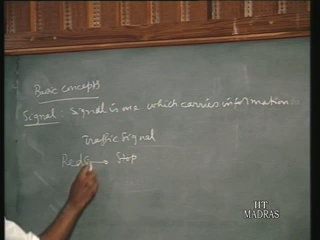 Basic concepts
Signal: Signal is one which carries information.
Traffic signal
Red → Stop
IIT
MADRAS